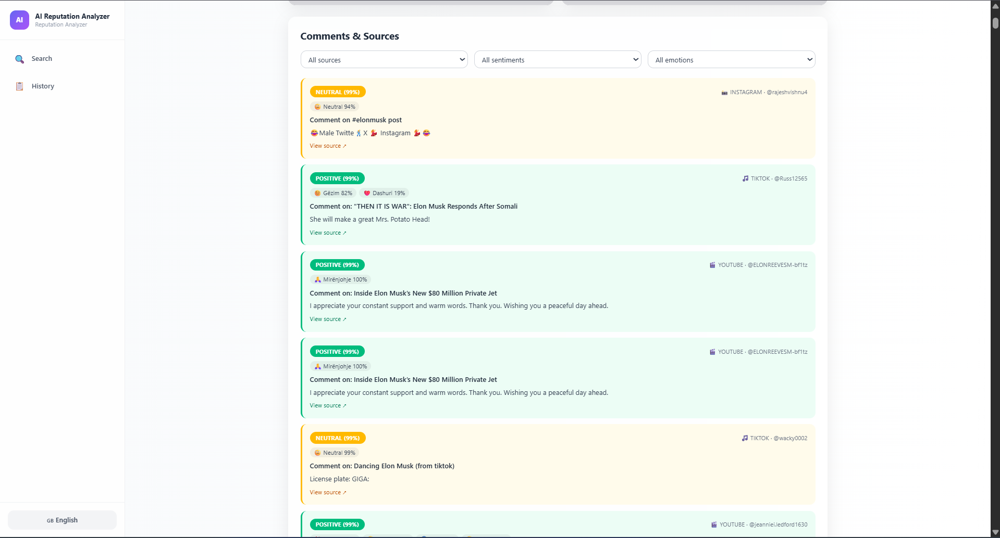 AI
AI Reputation Analyzer
Reputation Analyzer
Search
History
GB English
Comments & Sources
All sources
All sentiments
All emotions
NEUTRAL (99%)
INSTAGRAM · @rajeshvishnu4
Neutral 94%
Comment on #elonmusk post
😂Male Twitte🕺X 💃 Instagram 💃 😂
View source ↗
POSITIVE (99%)
TIKTOK · @Russ12565
Gëzim 82%
Dashuri 19%
Comment on: "THEN IT IS WAR": Elon Musk Responds After Somali
She will make a great Mrs. Potato Head!
View source ↗
POSITIVE (99%)
YOUTUBE · @ELONREEVESM-bf1tz
Mirënjohje 100%
Comment on: Inside Elon Musk's New $80 Million Private Jet
I appreciate your constant support and warm words. Thank you. Wishing you a peaceful day ahead.
View source ↗
POSITIVE (99%)
YOUTUBE · @ELONREEVESM-bf1tz
Mirënjohje 100%
Comment on: Inside Elon Musk's New $80 Million Private Jet
I appreciate your constant support and warm words. Thank you. Wishing you a peaceful day ahead.
View source ↗
NEUTRAL (99%)
TIKTOK · @wacky0002
Neutral 99%
Comment on: Dancing Elon Musk (from tiktok)
License plate: GIGA:
View source ↗
POSITIVE (99%)
YOUTUBE · @jeanniei.ledford1630